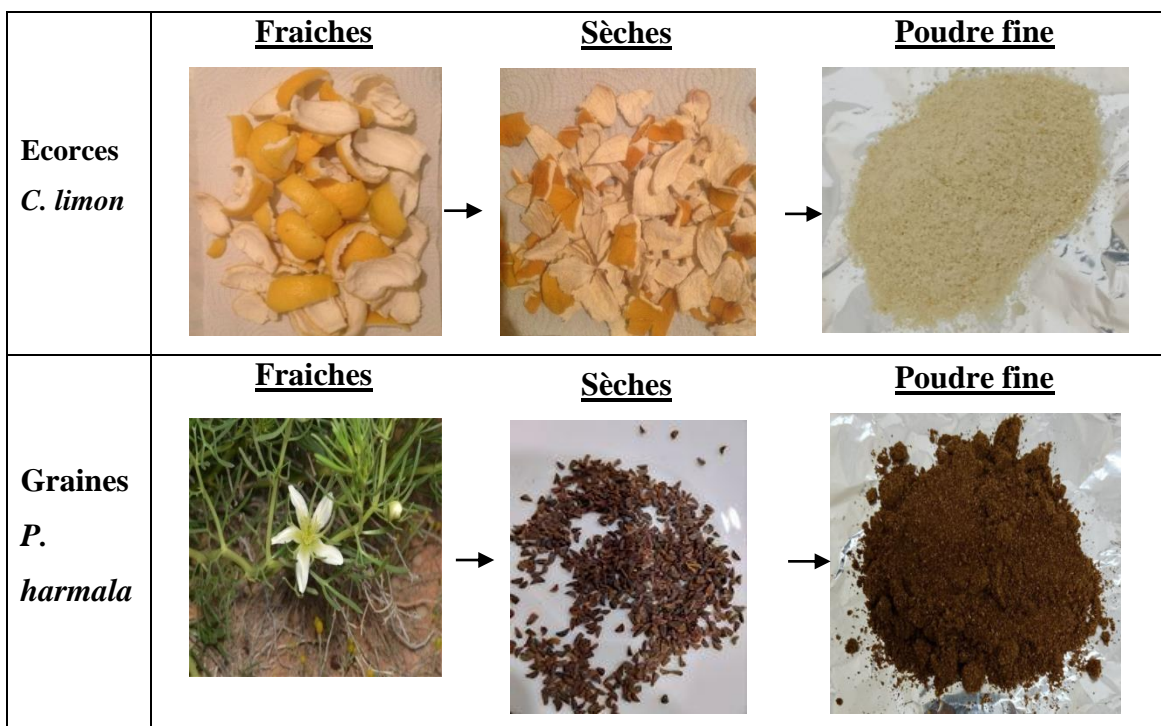 Fraiches
Sèches
Poudre fine
Ecorces
C. limon
Fraiches
Sèches
Poudre fine
Graines
P.
harmala